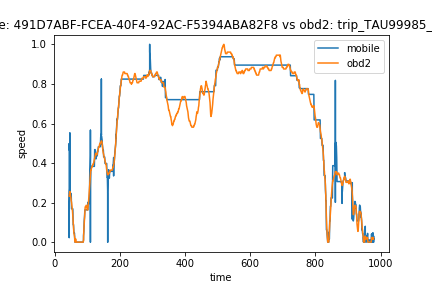 e: 491D7ABF-FCEA-40F4-92AC-F5394ABA82F8 vs obd2: trip_TAU99985_
mobile
obd2
1.0
0.8
0.6
0.4
0.2
0.0
speed
0 200 400 600 800 1000
time